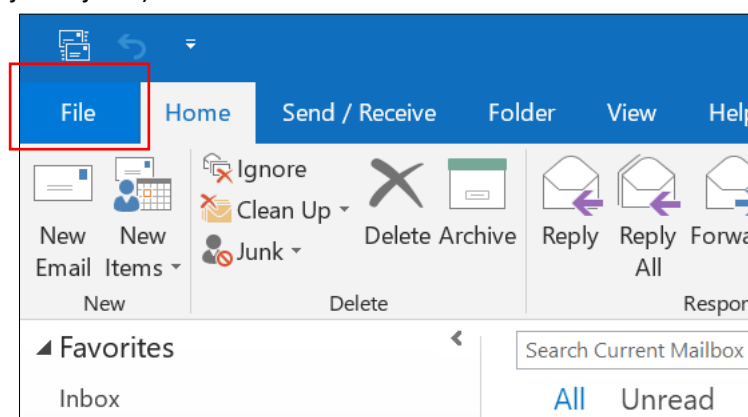 File Home Send / Receive Folder View Help
Ignore
Clean Up
Junk
Delete Archive
New Email
New Items
Reply
Reply All
New
Delete
Favorites
Search Current Mailbox
Inbox
All Unread